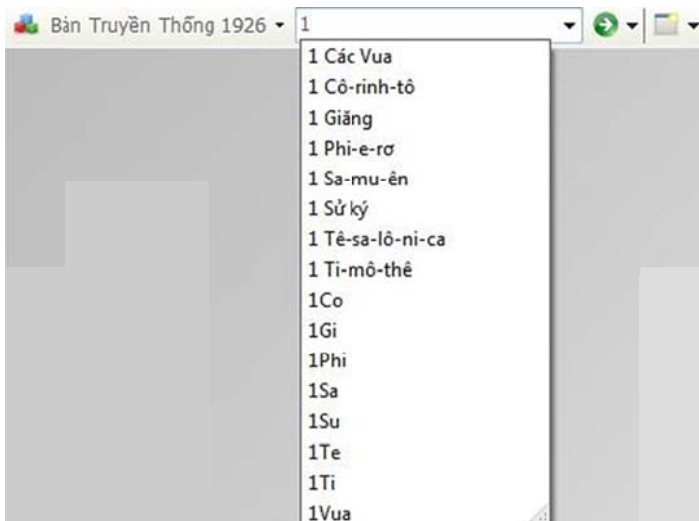 Bản Truyền Thống 1926 1
1 Các Vua
1 Cô-rinh-tô
1 Giăng
1 Phi-e-rơ
1 Sa-mu-ên
1 Sử ký
1 Tê-sa-lô-ni-ca
1 Ti-mô-thê
1Co
1Gi
1Phi
1Sa
1Su
1Te
1Ti
1Vua